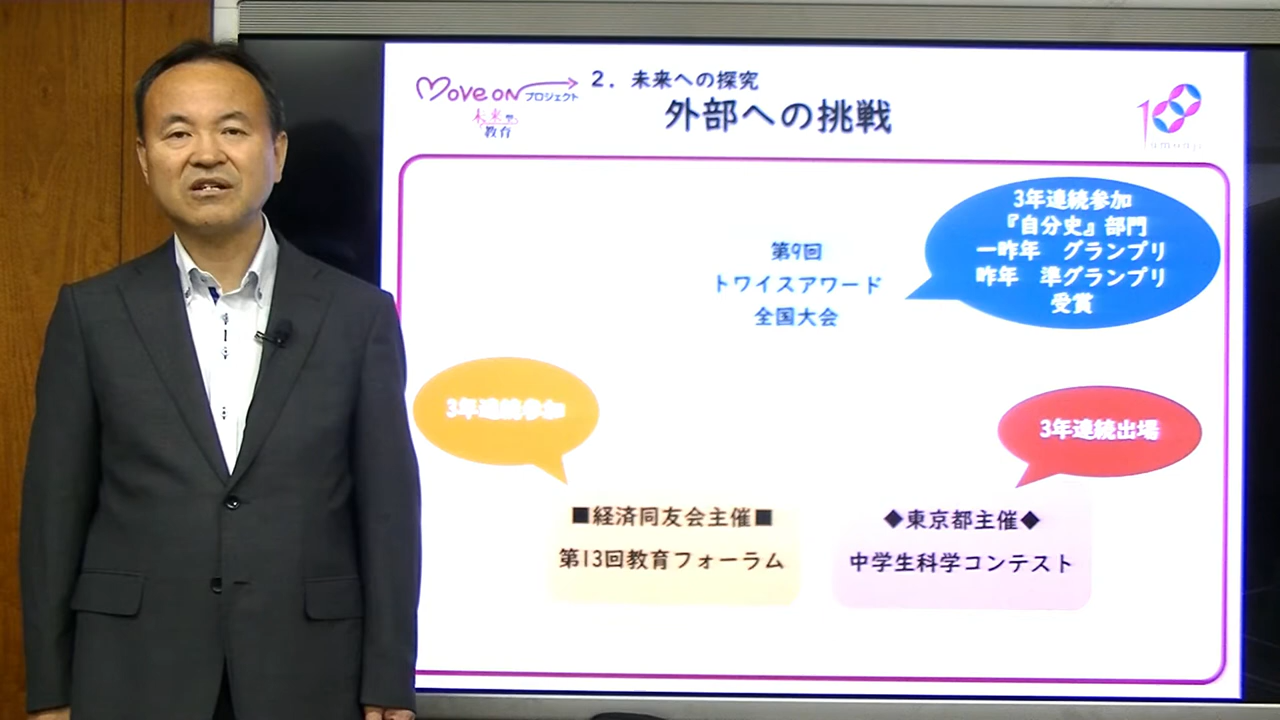 Move on プロジェクト
未来型
教育
2．未来への探究
外部への挑戦
3年連続参加
『自分史』部門
一昨年　グランプリ
昨年　準グランプリ
受賞
第9回
トワイスアワード
全国大会
3年連続参加
3年連続出場
■経済同友会主催■
第13回教育フォーラム
◆東京都主催◆
中学生科学コンテスト